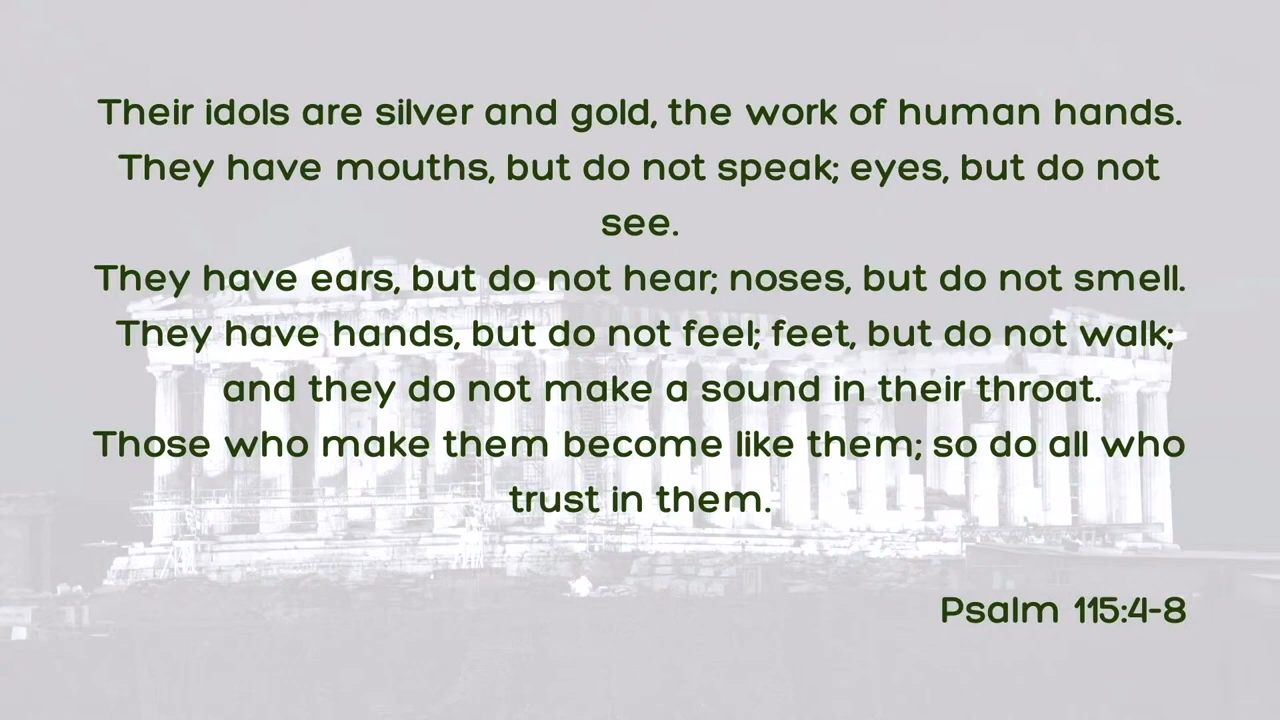 Their idols are silver and gold, the work of human hands.
They have mouths, but do not speak; eyes, but do not
see.
They have ears, but do not hear; noses, but do not smell.
They have hands, but do not feel; feet, but do not walk;
and they do not make a sound in their throat.
Those who make them become like them; so do all who
trust in them.
Psalm 115:4-8